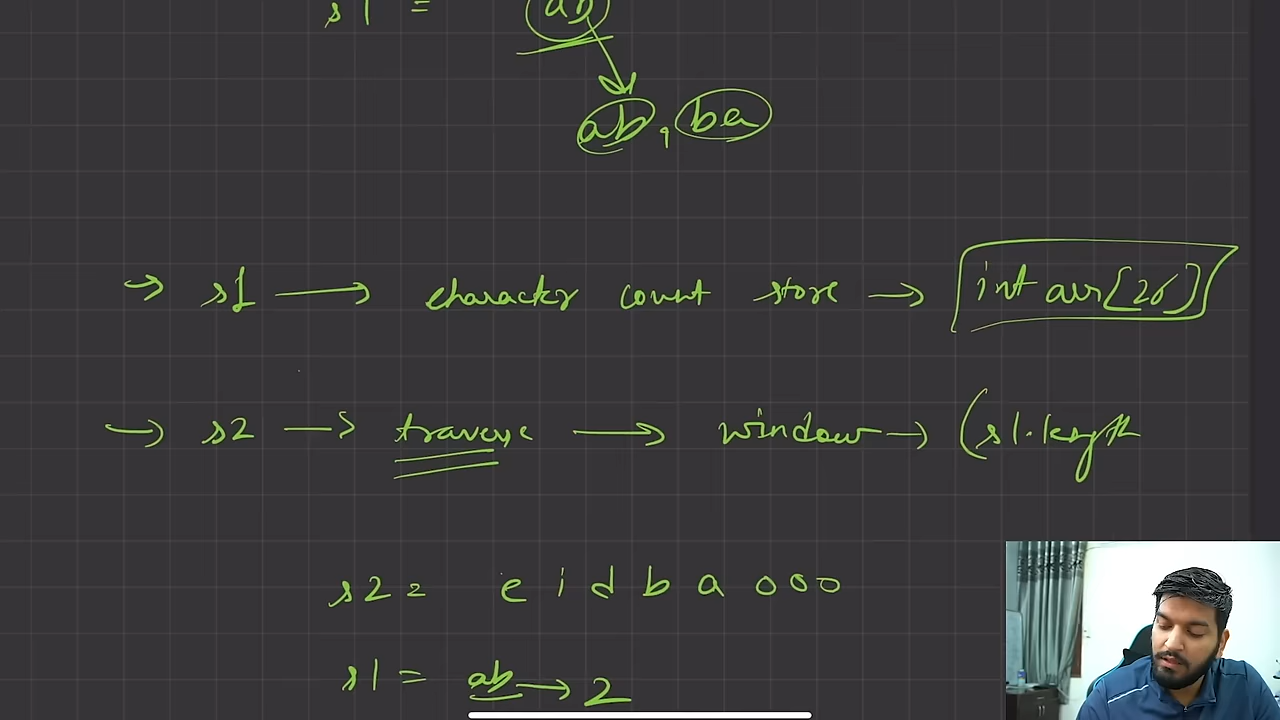 s1 = ab
ab, ba
→ s1 → character count store → int arr[26]
→ s2 → traverse → window → (s1.length
s2 = e i d b a o o o
s1 = ab → 2